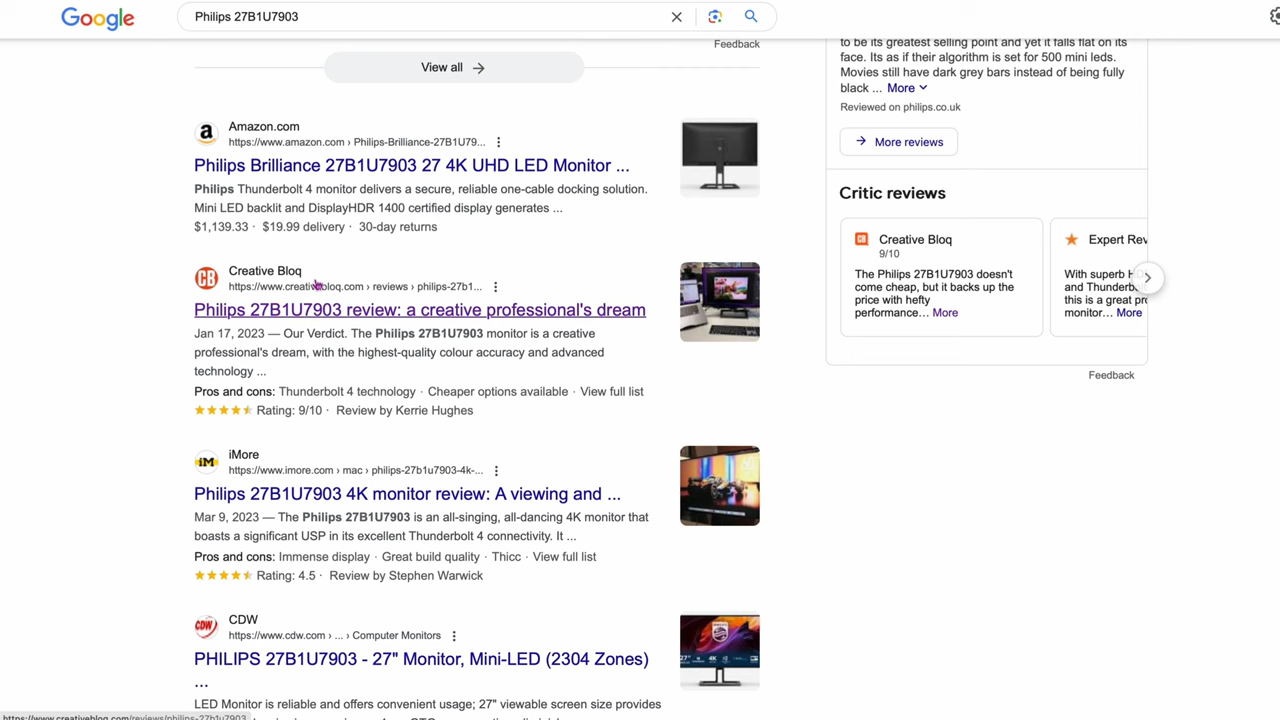 Google
Philips 27B1U7903
Feedback
View all
Amazon.com
https://www.amazon.com › Philips-Brilliance-27B1U79...
Philips Brilliance 27B1U7903 27 4K UHD LED Monitor ...
Philips Thunderbolt 4 monitor delivers a secure, reliable one-cable docking solution.
Mini LED backlit and DisplayHDR 1400 certified display generates ...
$1,139.33 · $19.99 delivery · 30-day returns
Creative Bloq
https://www.creativebloq.com › reviews › philips-27b1...
Philips 27B1U7903 review: a creative professional's dream
Jan 17, 2023 — Our Verdict. The Philips 27B1U7903 monitor is a creative
professional's dream, with the highest-quality colour accuracy and advanced
technology ...
Pros and cons: Thunderbolt 4 technology · Cheaper options available · View full list
Rating: 9/10 · Review by Kerrie Hughes
iMore
https://www.imore.com › mac › philips-27b1u7903-4k-...
Philips 27B1U7903 4K monitor review: A viewing and ...
Mar 9, 2023 — The Philips 27B1U7903 is an all-singing, all-dancing 4K monitor that
boasts a significant USP in its excellent Thunderbolt 4 connectivity. It ...
Pros and cons: Immense display · Great build quality · Thicc · View full list
Rating: 4.5 · Review by Stephen Warwick
CDW
https://www.cdw.com › ... › Computer Monitors
PHILIPS 27B1U7903 - 27" Monitor, Mini-LED (2304 Zones)
...
LED Monitor is reliable and offers convenient usage; 27" viewable screen size provides
https://www.creativebloq.com/reviews/philips-27b1u7903
to be its greatest selling point and yet it falls flat on its
face. Its as if their algorithm is set for 500 mini leds.
Movies still have dark grey bars instead of being fully
black ... More
Reviewed on philips.co.uk
More reviews
Critic reviews
Creative Bloq
9/10
The Philips 27B1U7903 doesn't
come cheap, but it backs up the
price with hefty
performance... More
Expert Rev
With superb HD
and Thunderbo
this is a great pr
monitor... More
Feedback